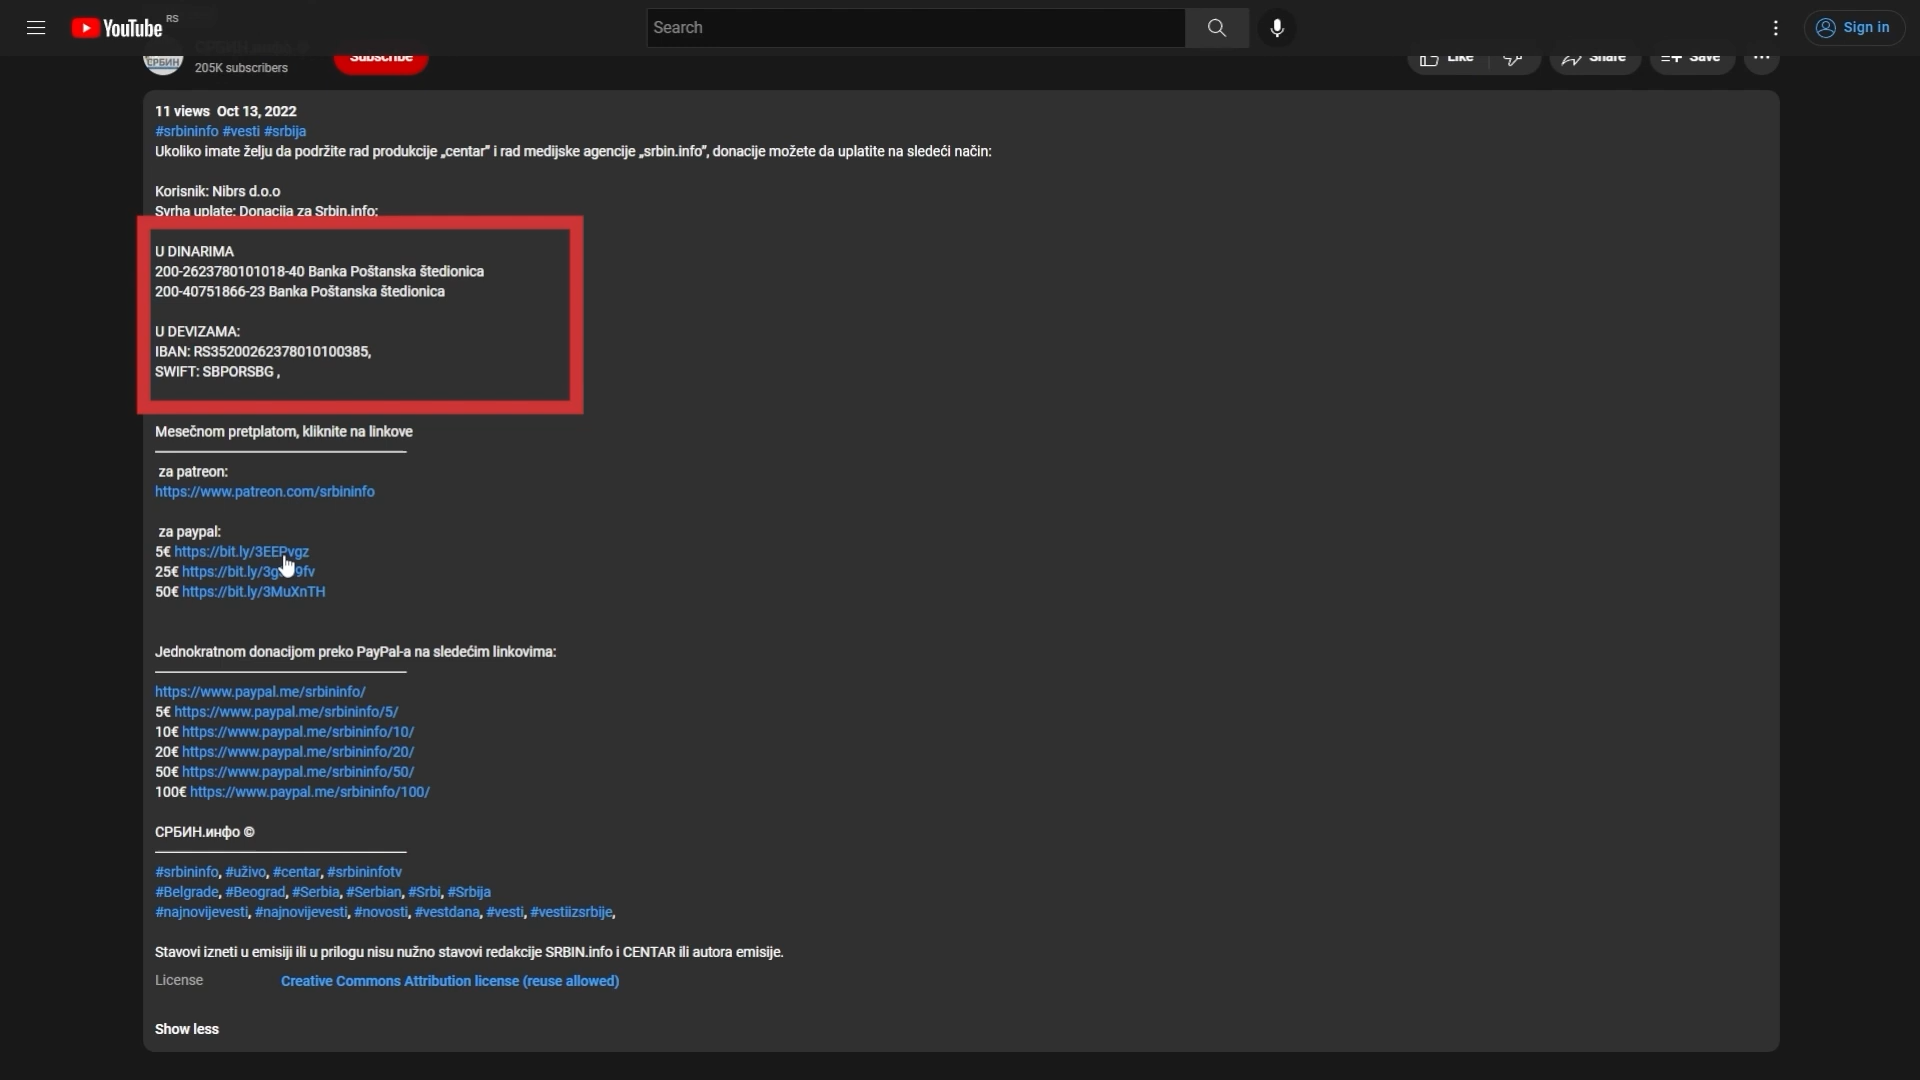 YouTube RS
Search
Sign in
СРБИН
205K subscribers
Subscribe
Like
Share
Save
11 views Oct 13, 2022
#srbininfo #vesti #srbija
Ukoliko imate želju da podržite rad produkcije „centar” i rad medijske agencije „srbin.info”, donacije možete da uplatite na sledeći način:
Korisnik: Nibrs d.o.o
Svrha uplate: Donacija za Srbin.info;
U DINARIMA
200-2623780101018-40 Banka Poštanska štedionica
200-40751866-23 Banka Poštanska štedionica
U DEVIZAMA:
IBAN: RS35200262378010100385,
SWIFT: SBPORSBG ,
Mesečnom pretplatom, kliknite na linkove
za patreon:
https://www.patreon.com/srbininfo
za paypal:
5€ https://bit.ly/3EEPvgz
25€
50€ https://bit.ly/3MuXnTH
Jednokratnom donacijom preko PayPal-a na sledećim linkovima:
https://www.paypal.me/srbininfo/
5€ https://www.paypal.me/srbininfo/5/
10€ https://www.paypal.me/srbininfo/10/
20€ https://www.paypal.me/srbininfo/20/
50€ https://www.paypal.me/srbininfo/50/
100€ https://www.paypal.me/srbininfo/100/
СРБИН.инфо ©
#srbininfo, #uživo, #centar, #srbininfotv
#Belgrade, #Beograd, #Serbia, #Serbian, #Srbi, #Srbija
#najnovijevesti, #najnovijevesti, #novosti, #vestdana, #vesti, #vestiizsrbije,
Stavovi izneti u emisiji ili u prilogu nisu nužno stavovi redakcije SRBIN.info i CENTAR ili autora emisije.
License Creative Commons Attribution license (reuse allowed)
Show less